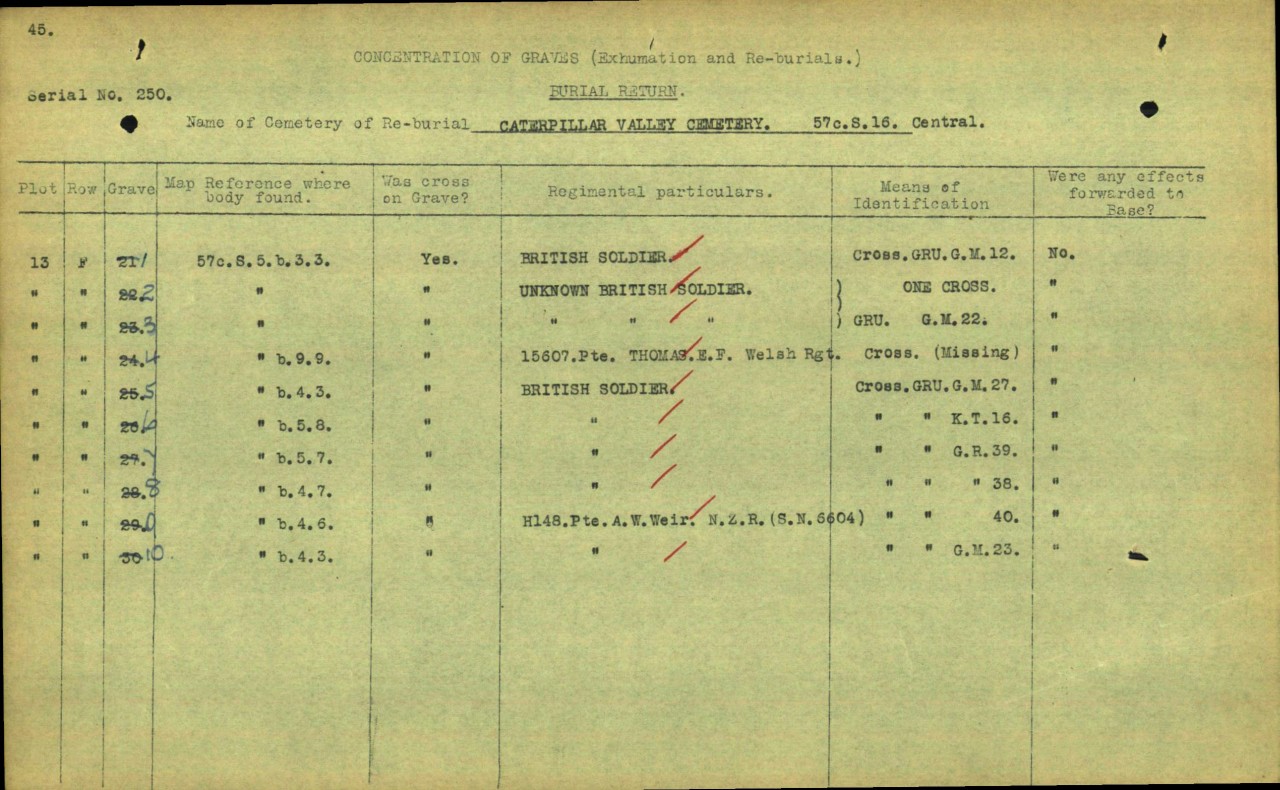 45.
CONCENTRATION OF GRAVES (Exhumation and Re-burials.)
Serial No. 250.
BURIAL RETURN.
Name of Cemetery of Re-burial CATERPILLAR VALLEY CEMETERY. 57c.S.16. Central.
Plot Row Grave Map Reference where body found. Was cross on Grave? Regimental particulars. Means of Identification Were any effects forwarded to Base?
13 F 21 1 57c.S.5.b.3.3. Yes. BRITISH SOLDIER. Cross.GRU.G.M.12. No.
" " 22. 2 " " UNKNOWN BRITISH SOLDIER. ) ONE CROSS. "
" " 23. 3 " " " " " ) GRU. G.M.22. "
" " 24. 4 " b.9.9. " 15607.Pte. THOMAS.E.F. Welsh Rgt. Cross. (Missing) "
" " 25. 5 " b.4.3. " BRITISH SOLDIER. Cross.GRU.G.M.27. "
" " 26 6 " b.5.8. " " " " K.T.16. "
" " 27. 7 " b.5.7. " " " " G.R.39. "
" " 28. 8 " b.4.7. " " " " " 38. "
" " 29. " b.4.6. " H148.Pte.A.W.Weir. N.Z.R.(S.N.6604) " " 40. "
" " 30 10. " b.4.3. " " " " G.M.23. "